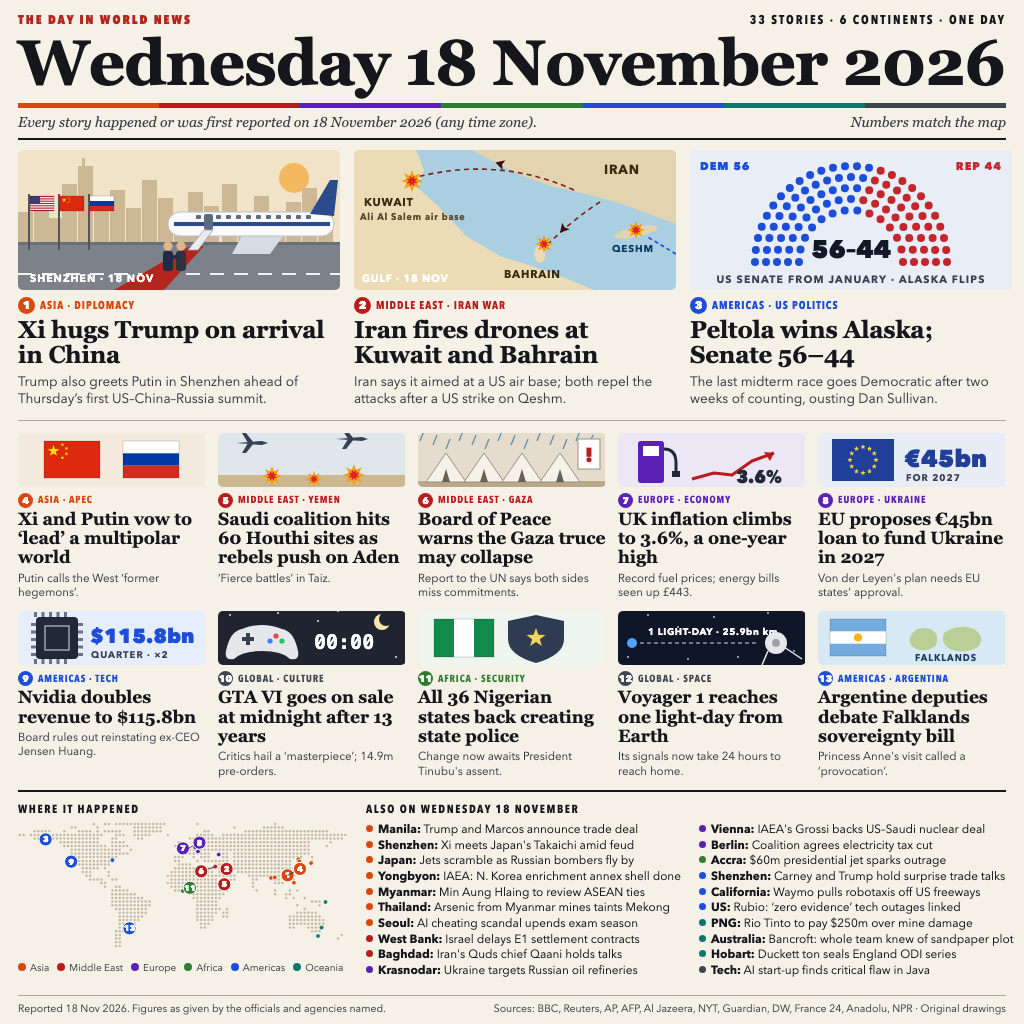 THE DAY IN WORLD NEWS
33 STORIES · 6 CONTINENTS · ONE DAY
Wednesday 18 November 2026
Every story happened or was first reported on 18 November 2026 (any time zone).
Numbers match the map
SHENZHEN · 18 NOV
IRAN
KUWAIT
Ali Al Salem air base
QESHM
BAHRAIN
GULF · 18 NOV
DEM 56
REP 44
56–44
US SENATE FROM JANUARY · ALASKA FLIPS
1 ASIA · DIPLOMACY
Xi hugs Trump on arrival
in China
Trump also greets Putin in Shenzhen ahead of
Thursday’s first US–China–Russia summit.
2 MIDDLE EAST · IRAN WAR
Iran fires drones at
Kuwait and Bahrain
Iran says it aimed at a US air base; both repel the
attacks after a US strike on Qeshm.
3 AMERICAS · US POLITICS
Peltola wins Alaska;
Senate 56–44
The last midterm race goes Democratic after two
weeks of counting, ousting Dan Sullivan.
4 ASIA · APEC
Xi and Putin vow to
‘lead’ a multipolar
world
Putin calls the West ‘former
hegemons’.
5 MIDDLE EAST · YEMEN
Saudi coalition hits
60 Houthi sites as
rebels push on Aden
‘Fierce battles’ in Taiz.
!
6 MIDDLE EAST · GAZA
Board of Peace
warns the Gaza truce
may collapse
Report to the UN says both sides
miss commitments.
3.6%
7 EUROPE · ECONOMY
UK inflation climbs
to 3.6%, a one-year
high
Record fuel prices; energy bills
seen up £443.
€45bn
FOR 2027
8 EUROPE · UKRAINE
EU proposes €45bn
loan to fund Ukraine
in 2027
Von der Leyen's plan needs EU
states' approval.
$115.8bn
QUARTER · ×2
9 AMERICAS · TECH
Nvidia doubles
revenue to $115.8bn
Board rules out reinstating ex-CEO
Jensen Huang.
00:00
10 GLOBAL · CULTURE
GTA VI goes on sale
at midnight after 13
years
Critics hail a ‘masterpiece’; 14.9m
pre-orders.
11 AFRICA · SECURITY
All 36 Nigerian
states back creating
state police
Change now awaits President
Tinubu's assent.
1 LIGHT-DAY · 25.9bn km
12 GLOBAL · SPACE
Voyager 1 reaches
one light-day from
Earth
Its signals now take 24 hours to
reach home.
FALKLANDS
13 AMERICAS · ARGENTINA
Argentine deputies
debate Falklands
sovereignty bill
Princess Anne's visit called a
‘provocation’.
WHERE IT HAPPENED
3
9
7
8
6
2
5
11
1
4
13
Asia
Middle East
Europe
Africa
Americas
Oceania
ALSO ON WEDNESDAY 18 NOVEMBER
Manila: Trump and Marcos announce trade deal
Shenzhen: Xi meets Japan's Takaichi amid feud
Japan: Jets scramble as Russian bombers fly by
Yongbyon: IAEA: N. Korea enrichment annex shell done
Myanmar: Min Aung Hlaing to review ASEAN ties
Thailand: Arsenic from Myanmar mines taints Mekong
Seoul: AI cheating scandal upends exam season
West Bank: Israel delays E1 settlement contracts
Baghdad: Iran's Quds chief Qaani holds talks
Krasnodar: Ukraine targets Russian oil refineries
Vienna: IAEA's Grossi backs US–Saudi nuclear deal
Berlin: Coalition agrees electricity tax cut
Accra: $60m presidential jet sparks outrage
Shenzhen: Carney and Trump hold surprise trade talks
California: Waymo pulls robotaxis off US freeways
US: Rubio: ‘zero evidence’ tech outages linked
PNG: Rio Tinto to pay $250m over mine damage
Australia: Bancroft: whole team knew of sandpaper plot
Hobart: Duckett ton seals England ODI series
Tech: AI start-up finds critical flaw in Java
Reported 18 Nov 2026. Figures as given by the officials and agencies named.
Sources: BBC, Reuters, AP, AFP, Al Jazeera, NYT, Guardian, DW, France 24, Anadolu, NPR · Original drawings